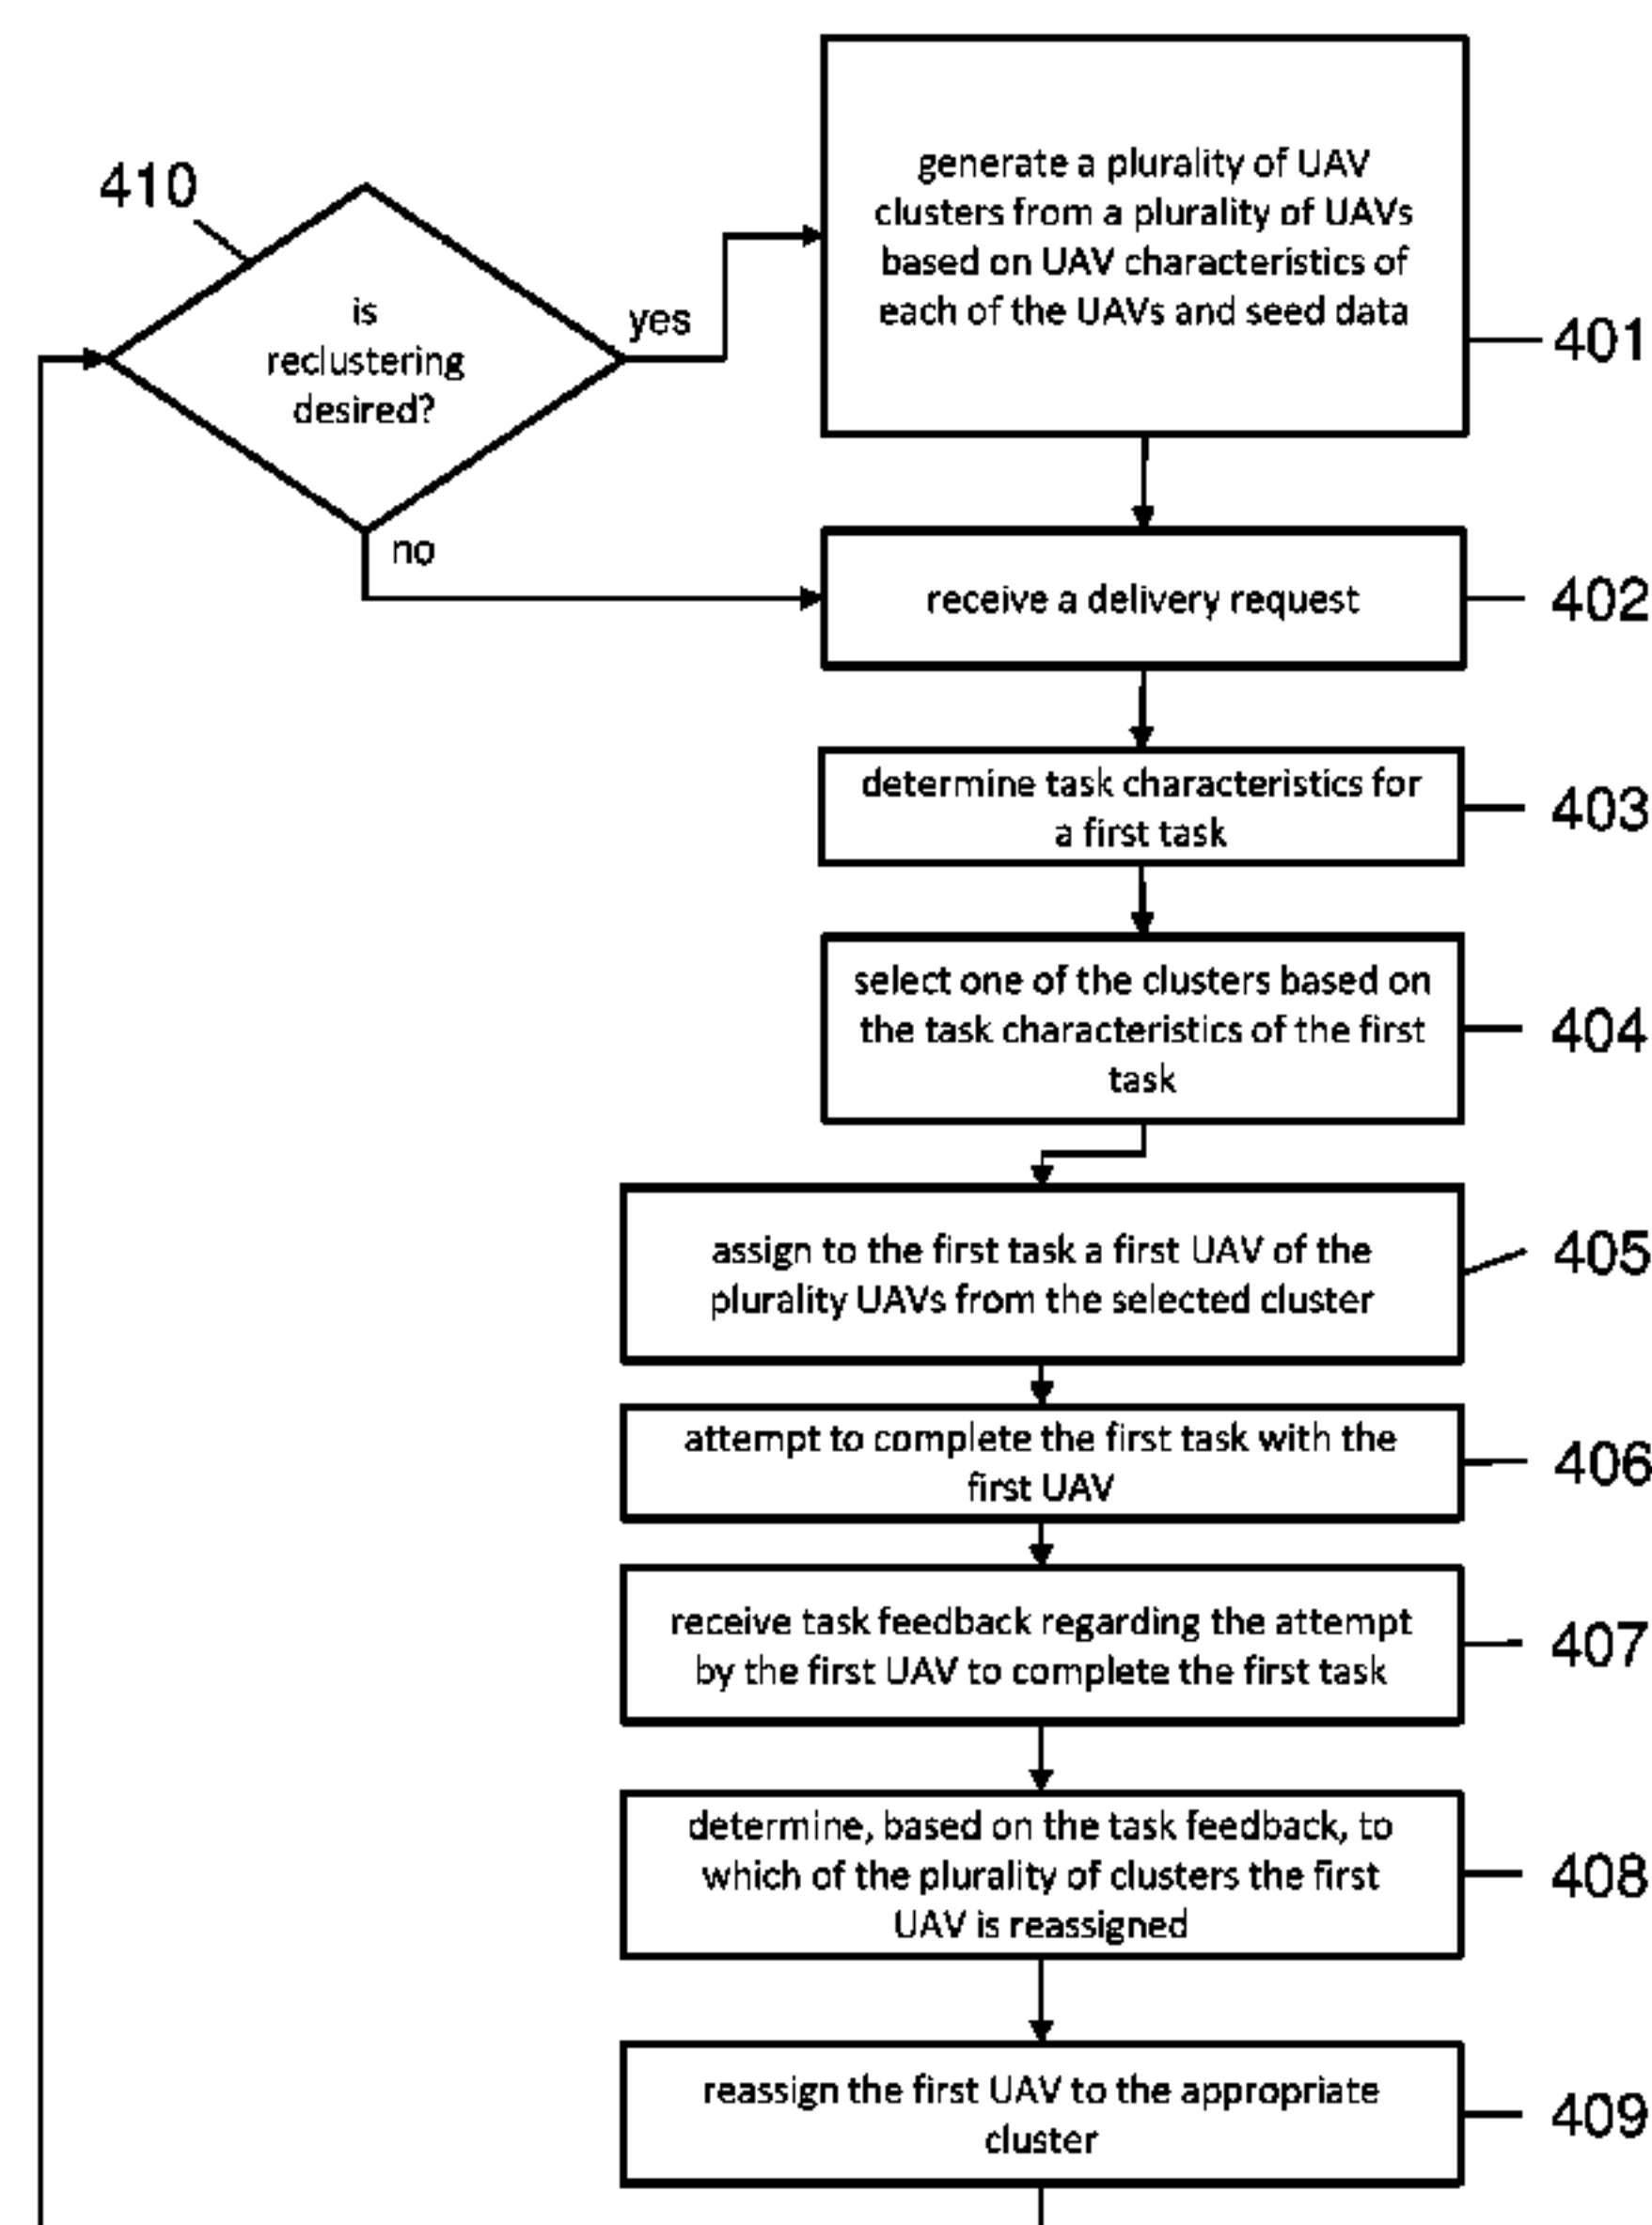 410
is
reclustering
desired?
yes
no
generate a plurality of UAV
clusters from a plurality of UAVs
based on UAV characteristics of
each of the UAVs and seed data
401
receive a delivery request
402
determine task characteristics for
a first task
403
select one of the clusters based on
the task characteristics of the first
task
404
assign to the first task a first UAV of the
plurality UAVs from the selected cluster
405
attempt to complete the first task with the
first UAV
406
receive task feedback regarding the attempt
by the first UAV to complete the first task
407
determine, based on the task feedback, to
which of the plurality of clusters the first
UAV is reassigned
408
reassign the first UAV to the appropriate
cluster
409